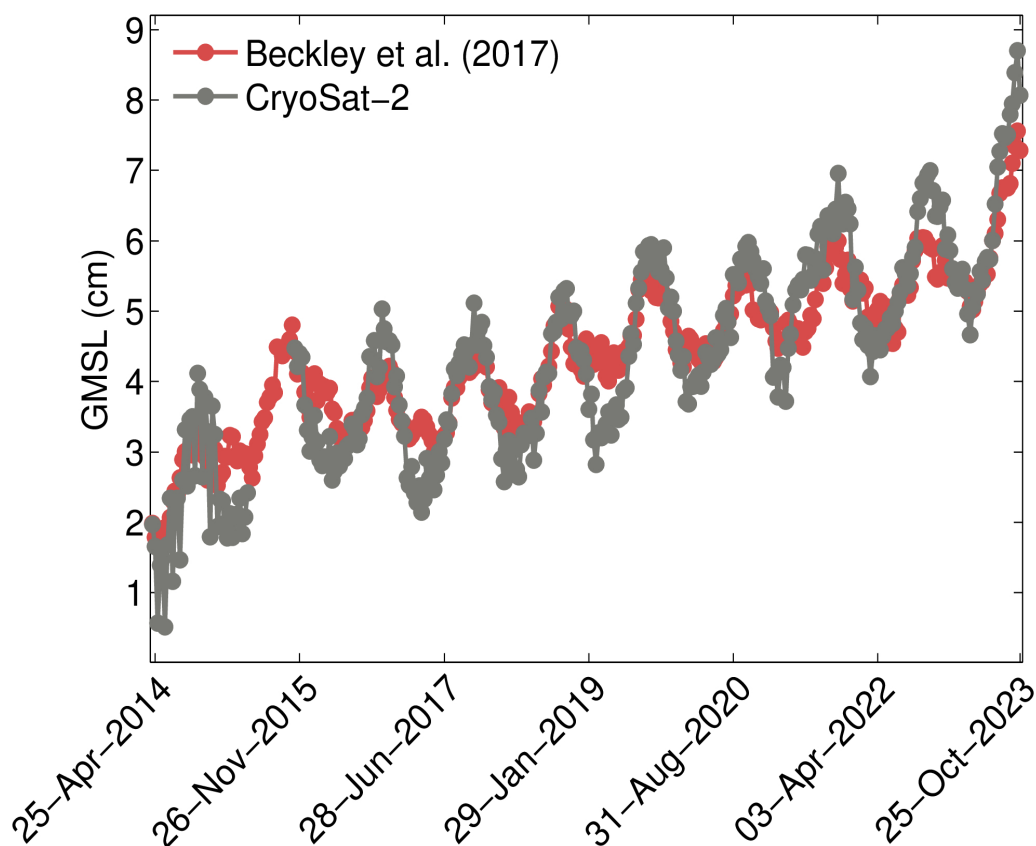 Beckley et al. (2017)
CryoSat−2
GMSL (cm)
9
8
7
6
5
4
3
2
1
25−Apr−2014
26−Nov−2015
28−Jun−2017
29−Jan−2019
31−Aug−2020
03−Apr−2022
25−Oct−2023